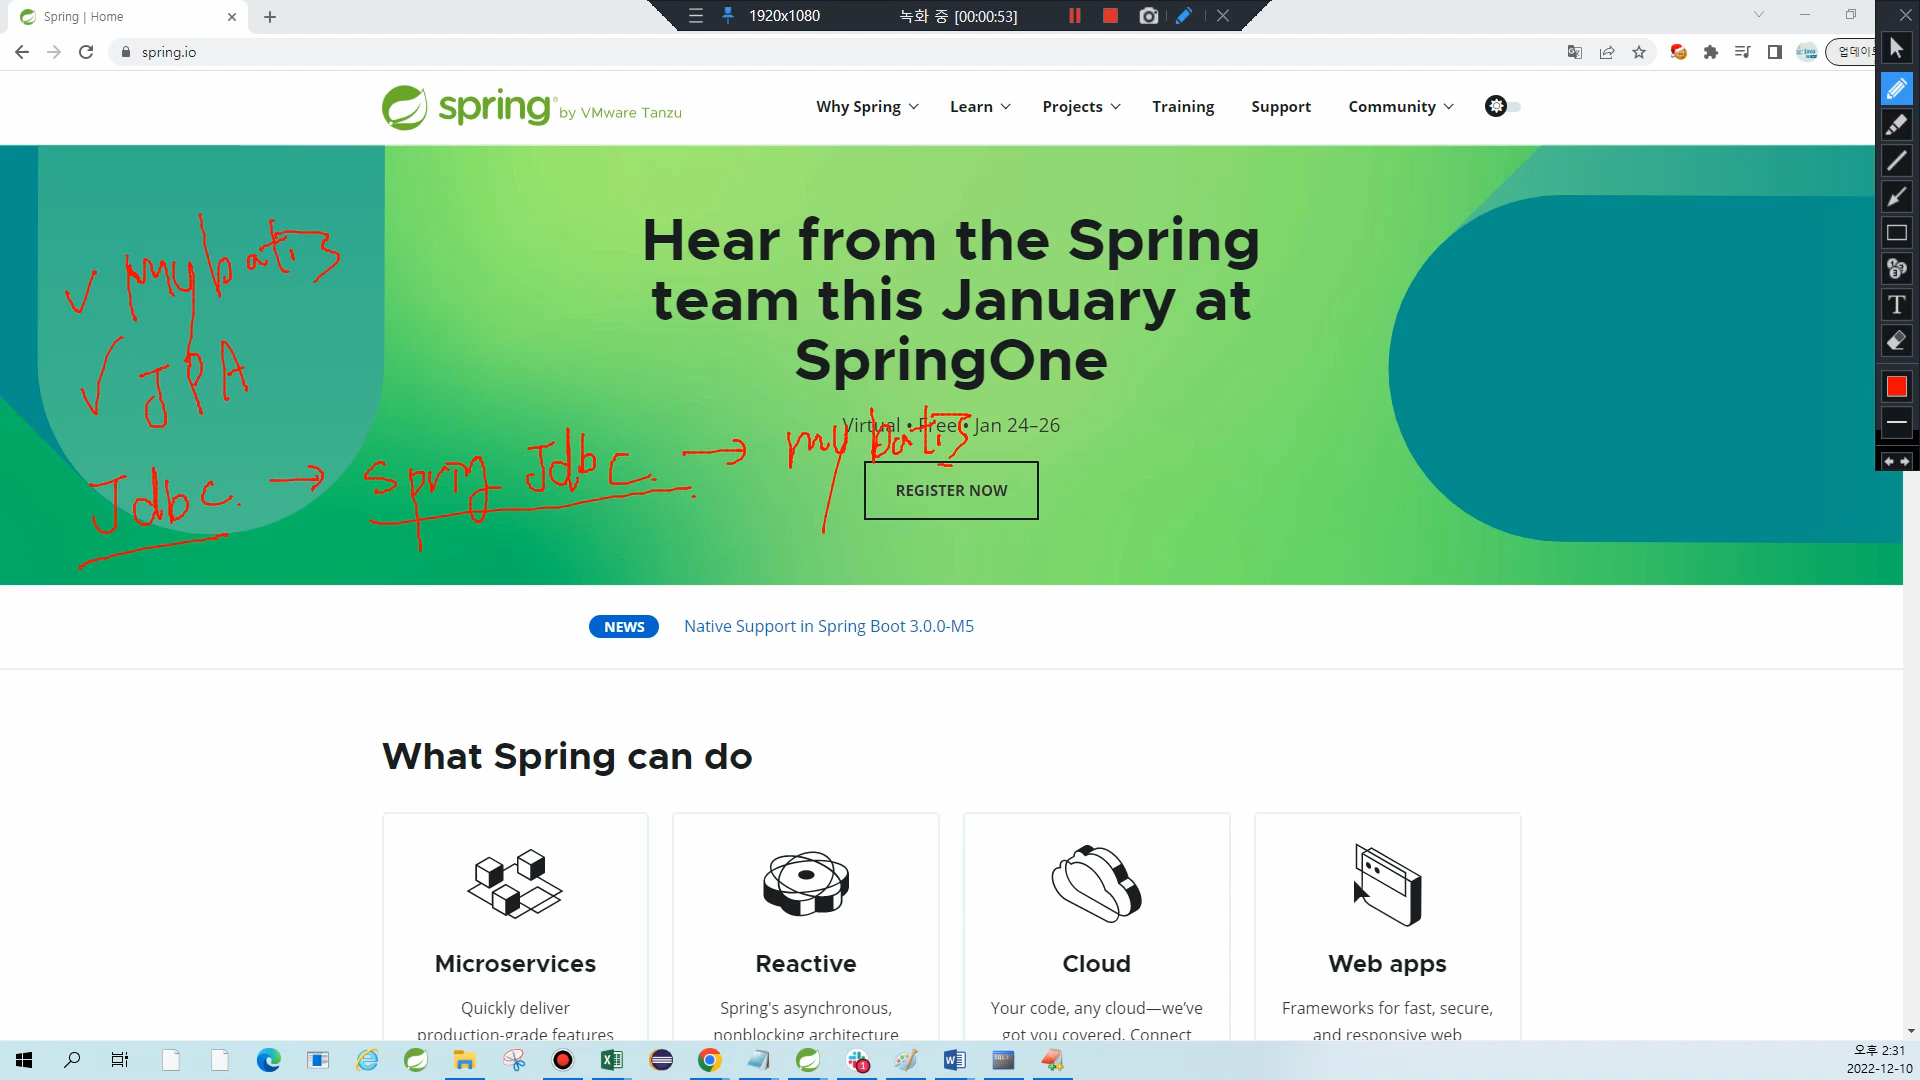 Spring | Home
1920x1080
녹화 중 [00:00:53]
spring.io
spring by VMware Tanzu
Why Spring
Learn
Projects
Training
Support
Community
Hear from the Spring
team this January at
SpringOne
Virtual • Free • Jan 24–26
REGISTER NOW
mybatis
JPA
Jdbc. → Spring Jdbc. → mybatis
NEWS
Native Support in Spring Boot 3.0.0-M5
What Spring can do
Microservices
Quickly deliver
production-grade features
Reactive
Spring's asynchronous,
nonblocking architecture
Cloud
Your code, any cloud—we've
got you covered. Connect
Web apps
Frameworks for fast, secure,
and responsive web
오후 2:31
2022-12-10